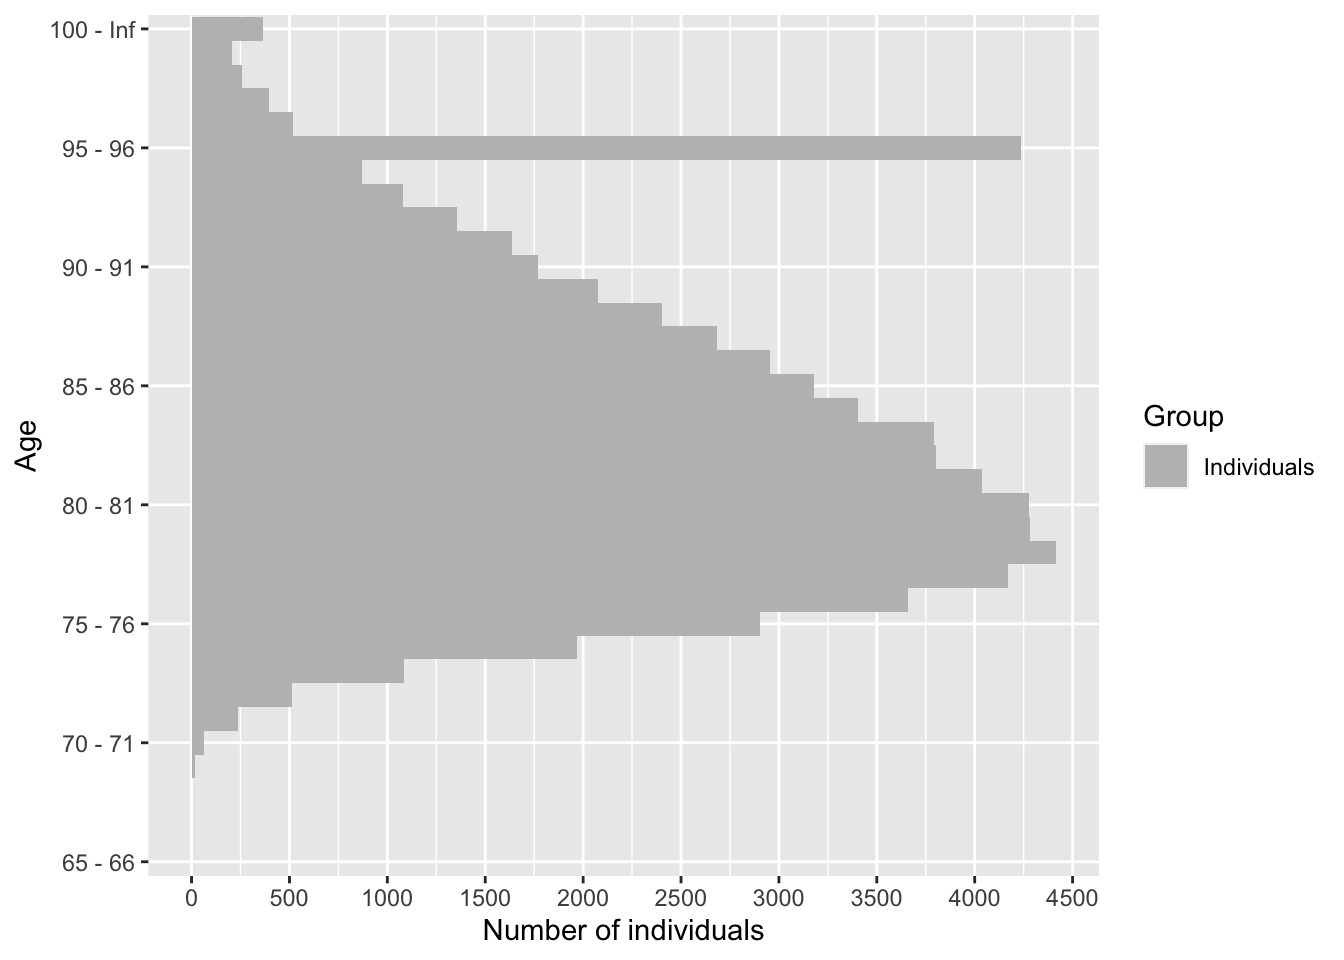 100 - Inf
95 - 96
90 - 91
85 - 86
80 - 81
75 - 76
70 - 71
65 - 66
Age
0 500 1000 1500 2000 2500 3000 3500 4000 4500
Number of individuals
Group
Individuals